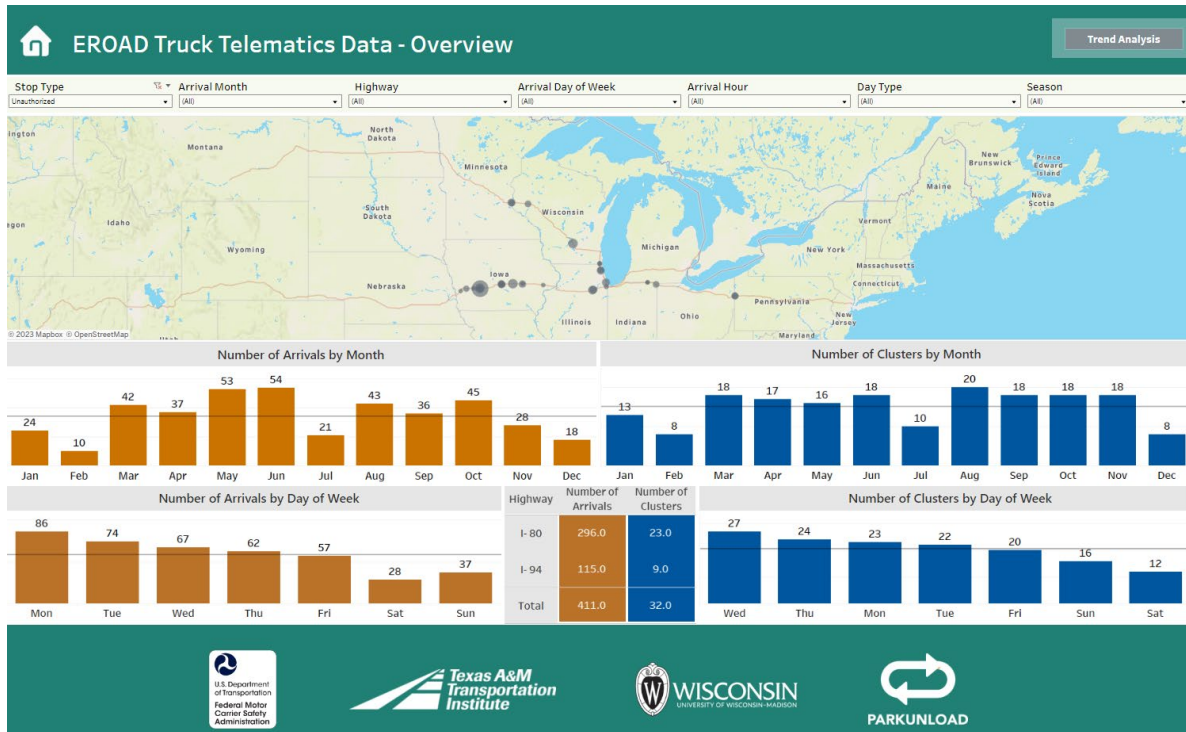 EROAD Truck Telematics Data - Overview
Trend Analysis
Stop Type
Arrival Month
Highway
Arrival Day of Week
Arrival Hour
Day Type
Season
Unauthorized
(All)
(All)
(All)
(All)
(All)
(All)
ington
Montana
North
Dakota
Minnesota
New
Brunswick
Prince
Edward
Island
Nova
Scotia
Maine
egon
Idaho
South
Dakota
Wisconsin
Vermont
Wyoming
Michigan
New York
Massachusetts
Connecticut
Nebraska
Iowa
Illinois
Indiana
Ohio
Pennsylvania
New
Jersey
Maryland
© 2023 Mapbox © OpenStreetMap
Number of Arrivals by Month
24 10 42 37 53 54 21 43 36 45 28 18
Jan Feb Mar Apr May Jun Jul Aug Sep Oct Nov Dec
Number of Clusters by Month
13 8 18 17 16 18 10 20 18 18 18 8
Jan Feb Mar Apr May Jun Jul Aug Sep Oct Nov Dec
Number of Arrivals by Day of Week
86 74 67 62 57 28 37
Mon Tue Wed Thu Fri Sat Sun
Highway
Number of
Arrivals
Number of
Clusters
I- 80 296.0 23.0
I- 94 115.0 9.0
Total 411.0 32.0
Number of Clusters by Day of Week
27 24 23 22 20 16 12
Wed Thu Mon Tue Fri Sun Sat
U.S. Department
of Transportation
Federal Motor
Carrier Safety
Administration
Texas A&M
Transportation
Institute
W
WISCONSIN
UNIVERSITY OF WISCONSIN–MADISON
PARKUNLOAD